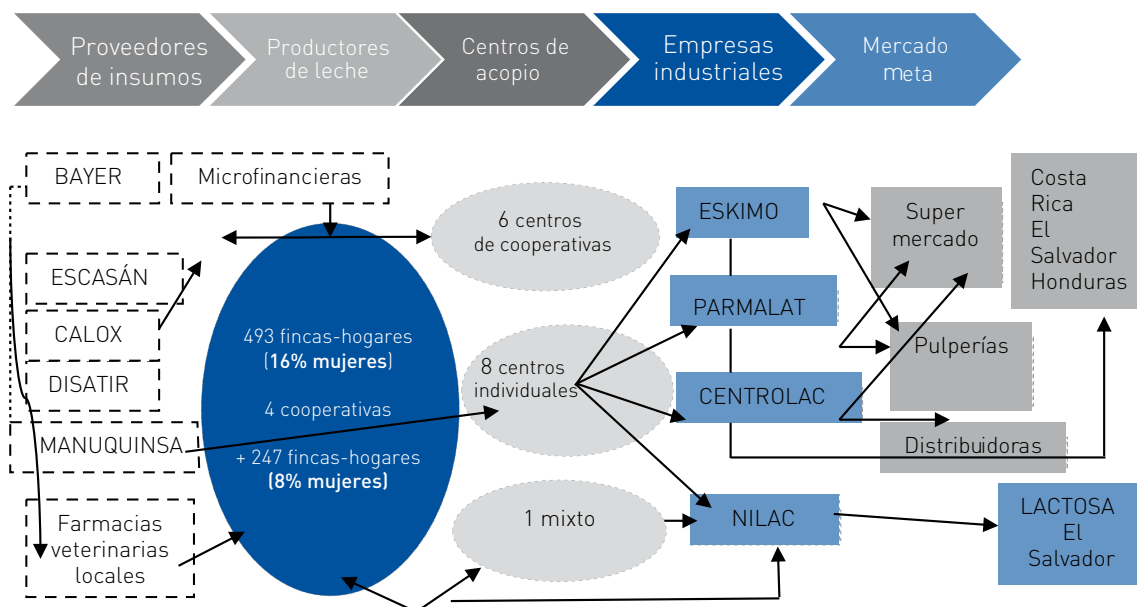 Proveedores
de insumos
Productores
de leche
Centros de
acopio
Empresas
industriales
Mercado
meta
BAYER
Microfinancieras
ESCASÁN
CALOX
DISATIR
MANUQUINSA
Farmacias
veterinarias
locales
493 fincas-hogares
(16% mujeres)
4 cooperativas
+ 247 fincas-hogares
(8% mujeres)
6 centros
de cooperativas
8 centros
individuales
1 mixto
ESKIMO
PARMALAT
CENTROLAC
NILAC
Super
mercado
Pulperías
Distribuidoras
Costa
Rica
El
Salvador
Honduras
LACTOSA
El
Salvador